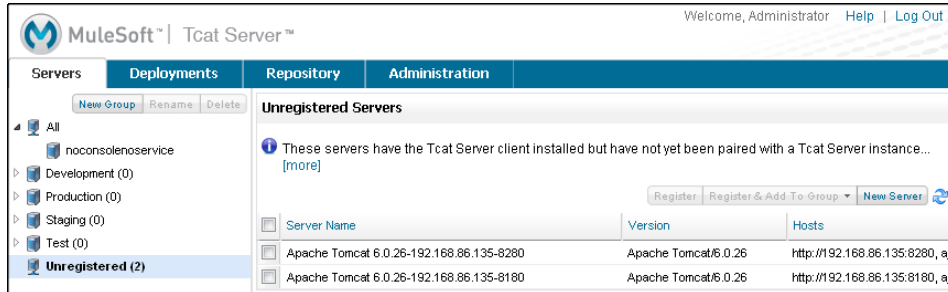 Welcome, Administrator Help | Log Out
MuleSoft™ | Tcat Server™
Servers Deployments Repository Administration
New Group Rename Delete
All
noconsolenoservice
Development (0)
Production (0)
Staging (0)
Test (0)
Unregistered (2)
Unregistered Servers
These servers have the Tcat Server client installed but have not yet been paired with a Tcat Server instance...
[more]
Register Register & Add To Group New Server
Server Name Version Hosts
Apache Tomcat 6.0.26-192.168.86.135-8280 Apache Tomcat/6.0.26 http://192.168.86.135:8280, a
Apache Tomcat 6.0.26-192.168.86.135-8180 Apache Tomcat/6.0.26 http://192.168.86.135:8180, a